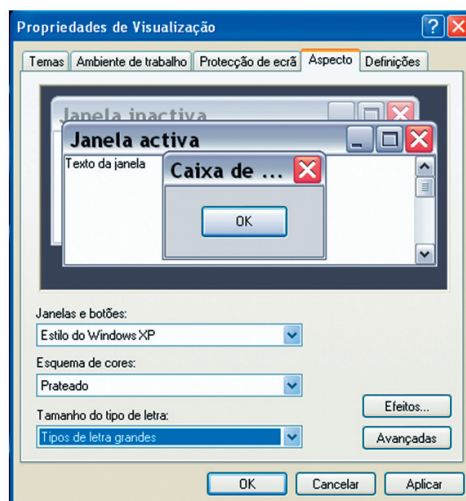 Propriedades de Visualização
Temas Ambiente de trabalho Protecção de ecrã Aspecto Definições
Janela inactiva
Janela activa
Texto da janela
Caixa de ...
OK
Janelas e botões:
Estilo do Windows XP
Esquema de cores:
Prateado
Tamanho do tipo de letra:
Efeitos...
Tipos de letra grandes
Avançadas
OK Cancelar Aplicar